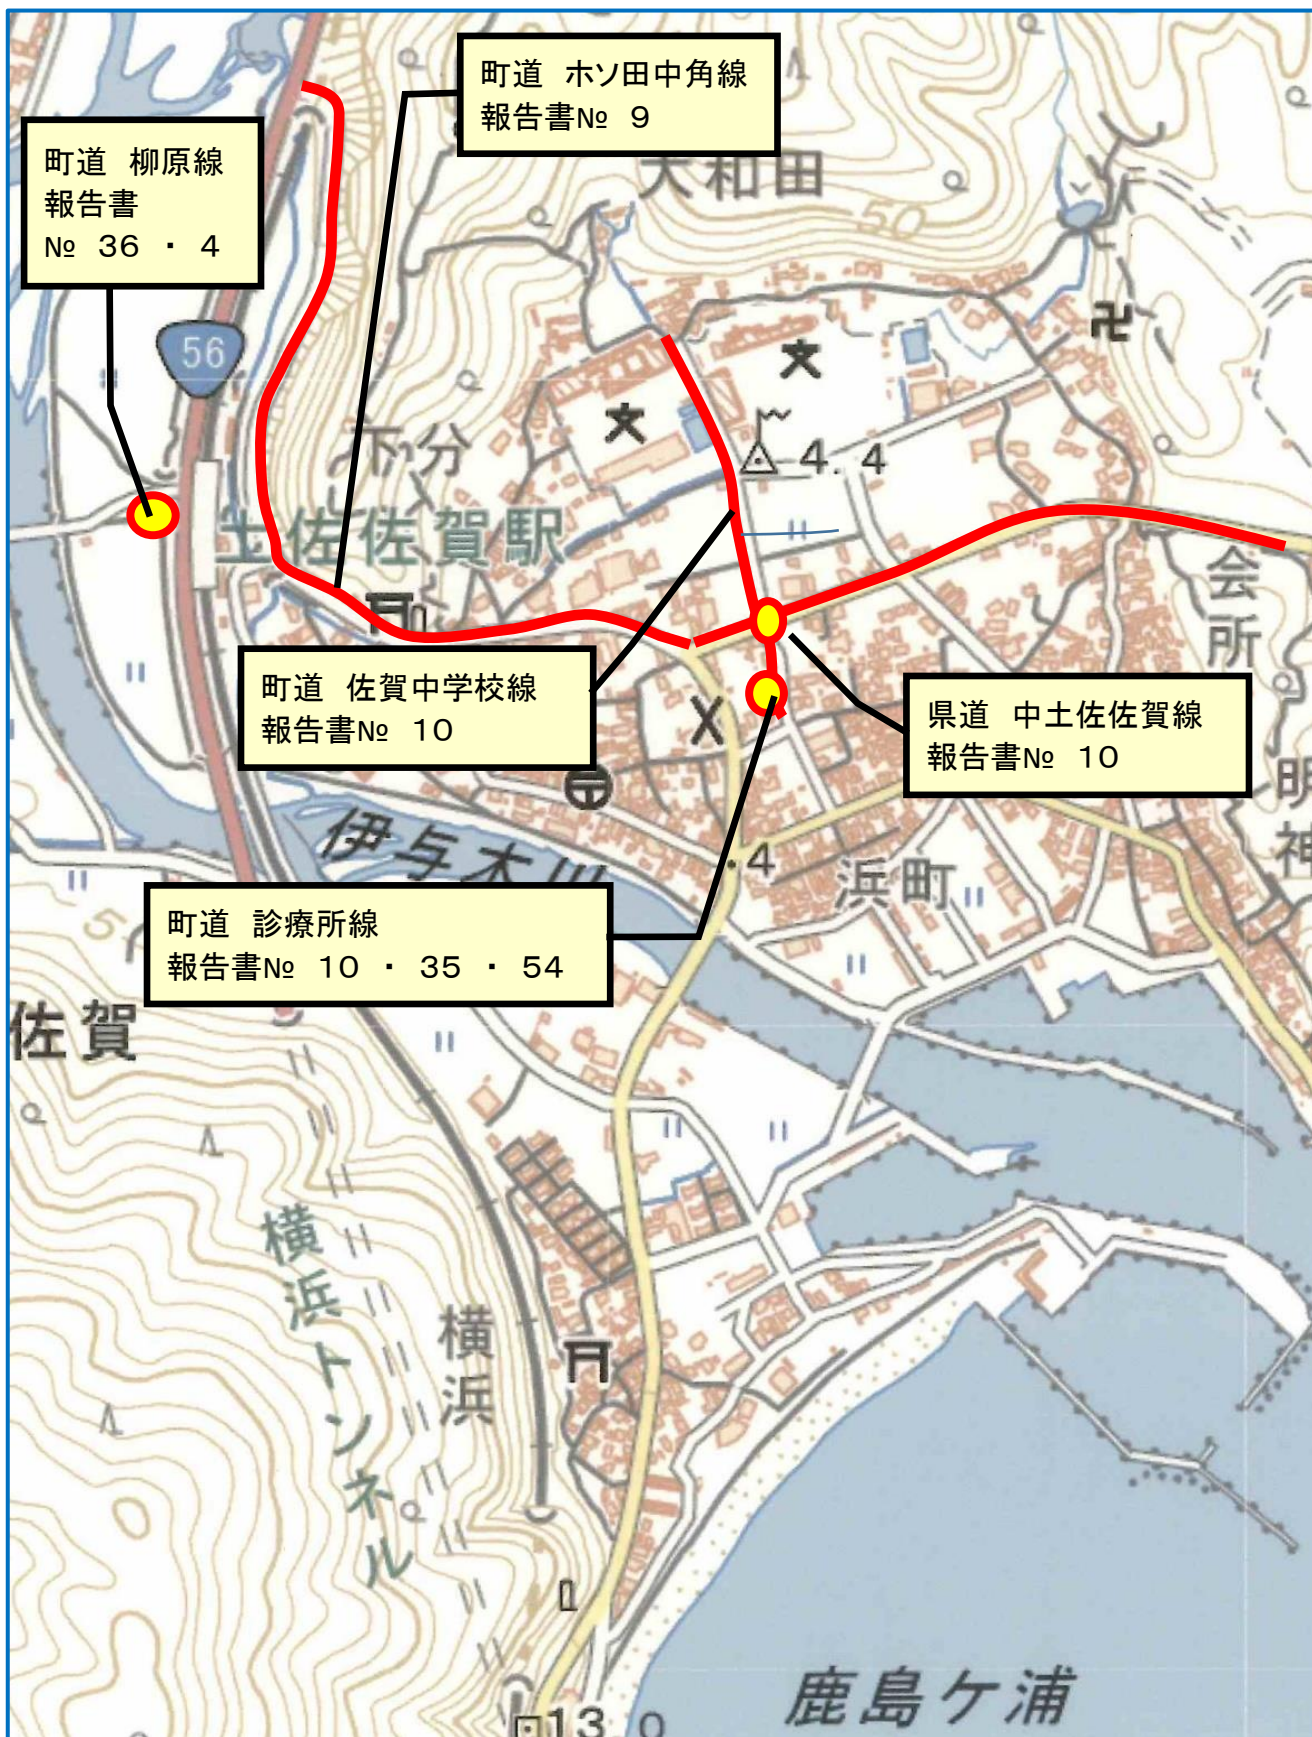 町道 ホソ田中角線
報告書№ 9
町道 柳原線
報告書
№ 36 ・ 4
大和田
50
56
下分
4.4
土佐佐賀駅
会所
町道 佐賀中学校線
報告書№ 10
県道 中土佐佐賀線
報告書№ 10
明神
伊与木川
4
浜町
町道 診療所線
報告書№ 10 ・ 35 ・ 54
佐賀
横浜トンネル
横浜
鹿島ケ浦
13